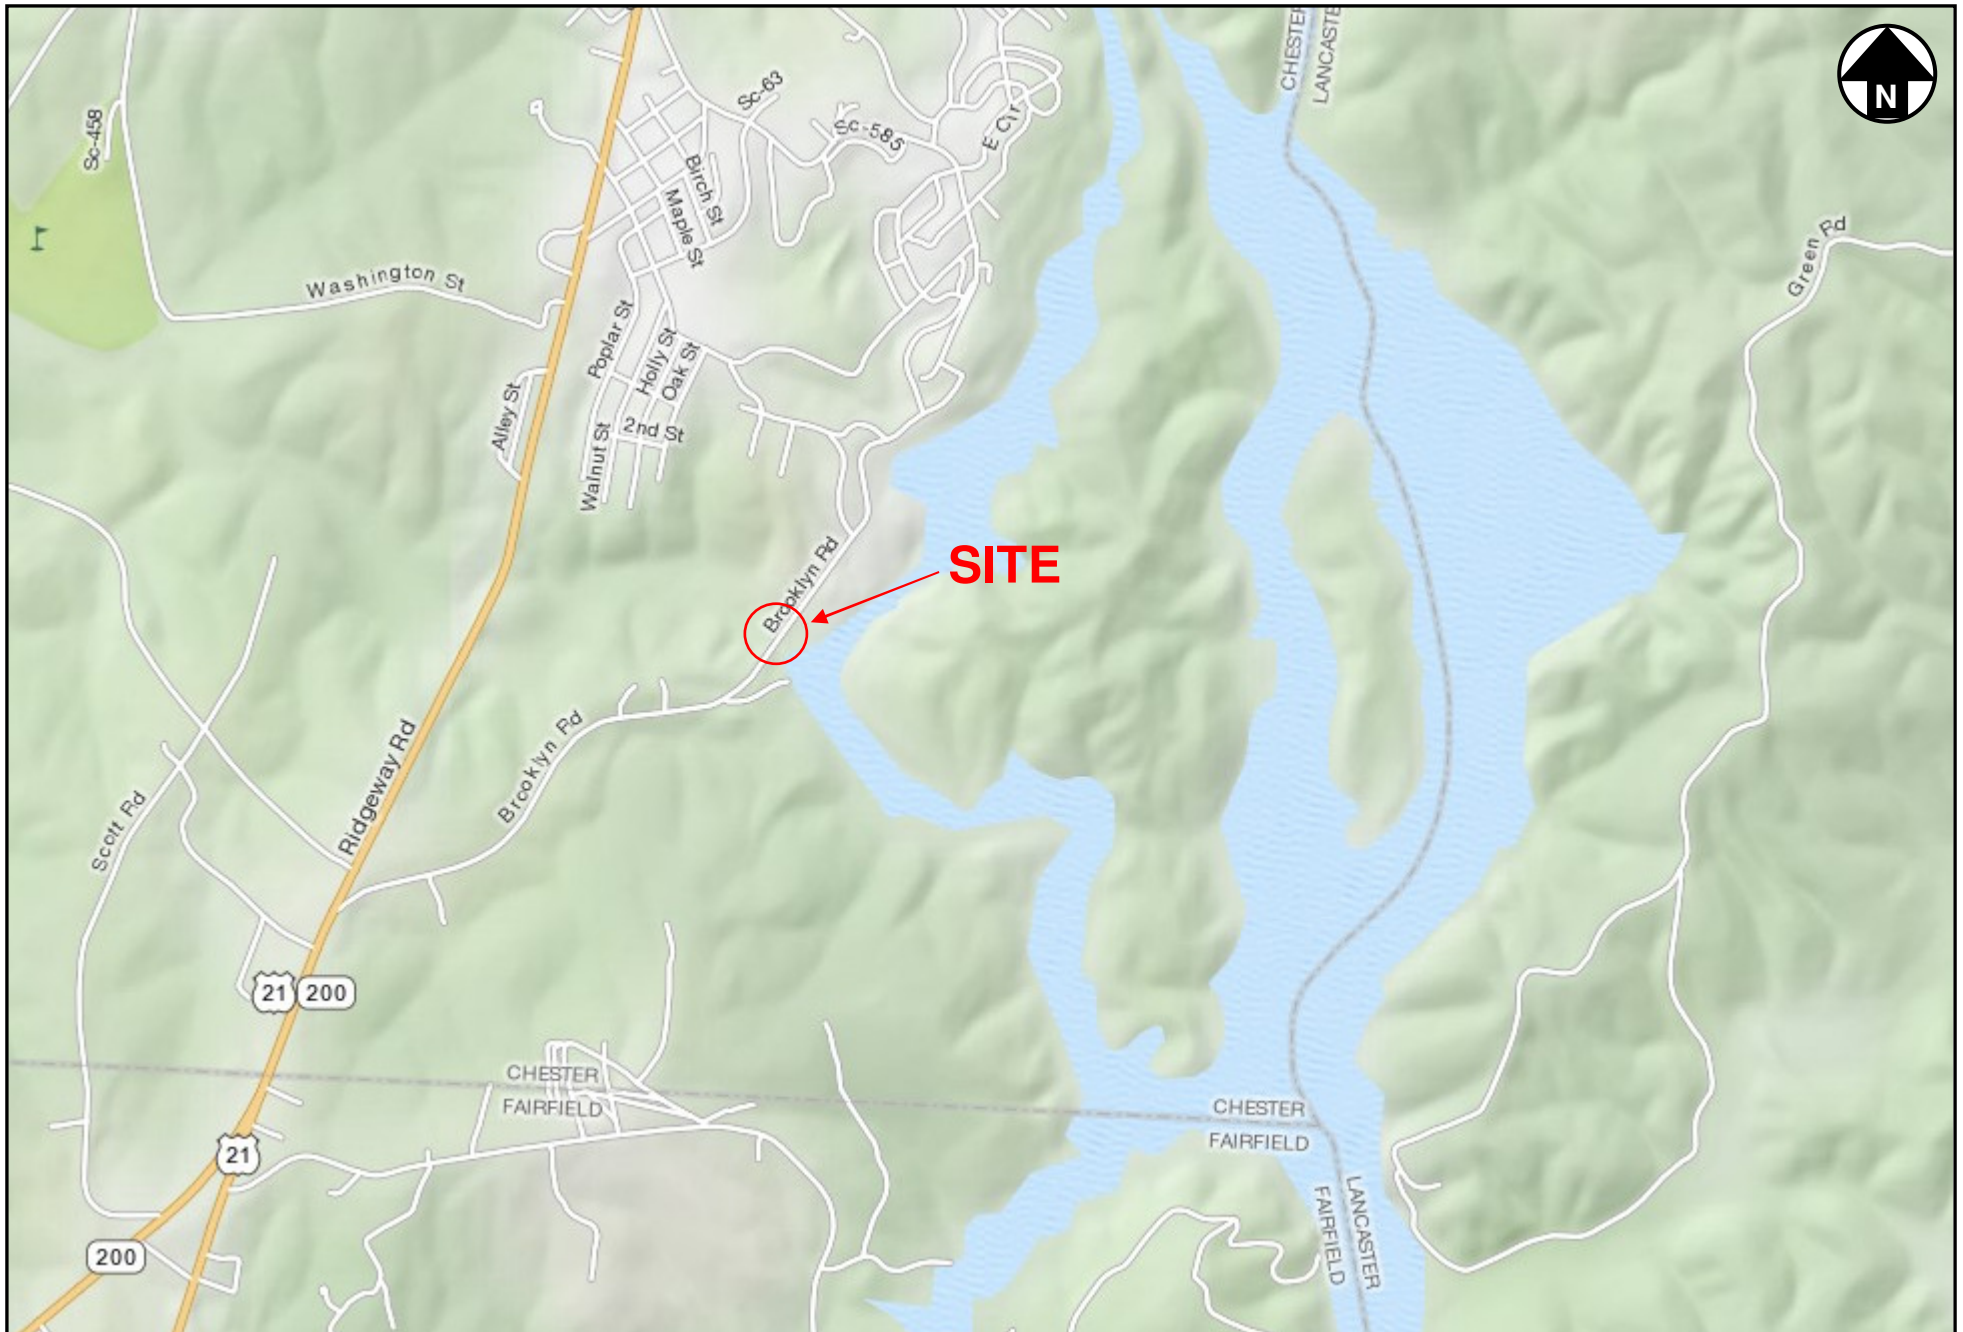 CHESTER
LANCASTE
N
Sc-63
Sc-458
Sc-585
E Cir
Birch St
Maple St
Green Rd
Washington St
Poplar St
Holly St
Oak St
Alley St
2nd St
Walnut St
Brooklyn Rd
SITE
Brooklyn Rd
Ridgeway Rd
Scott Rd
21
200
CHESTER
FAIRFIELD
CHESTER
FAIRFIELD
21
LANCASTER
FAIRFIELD
200